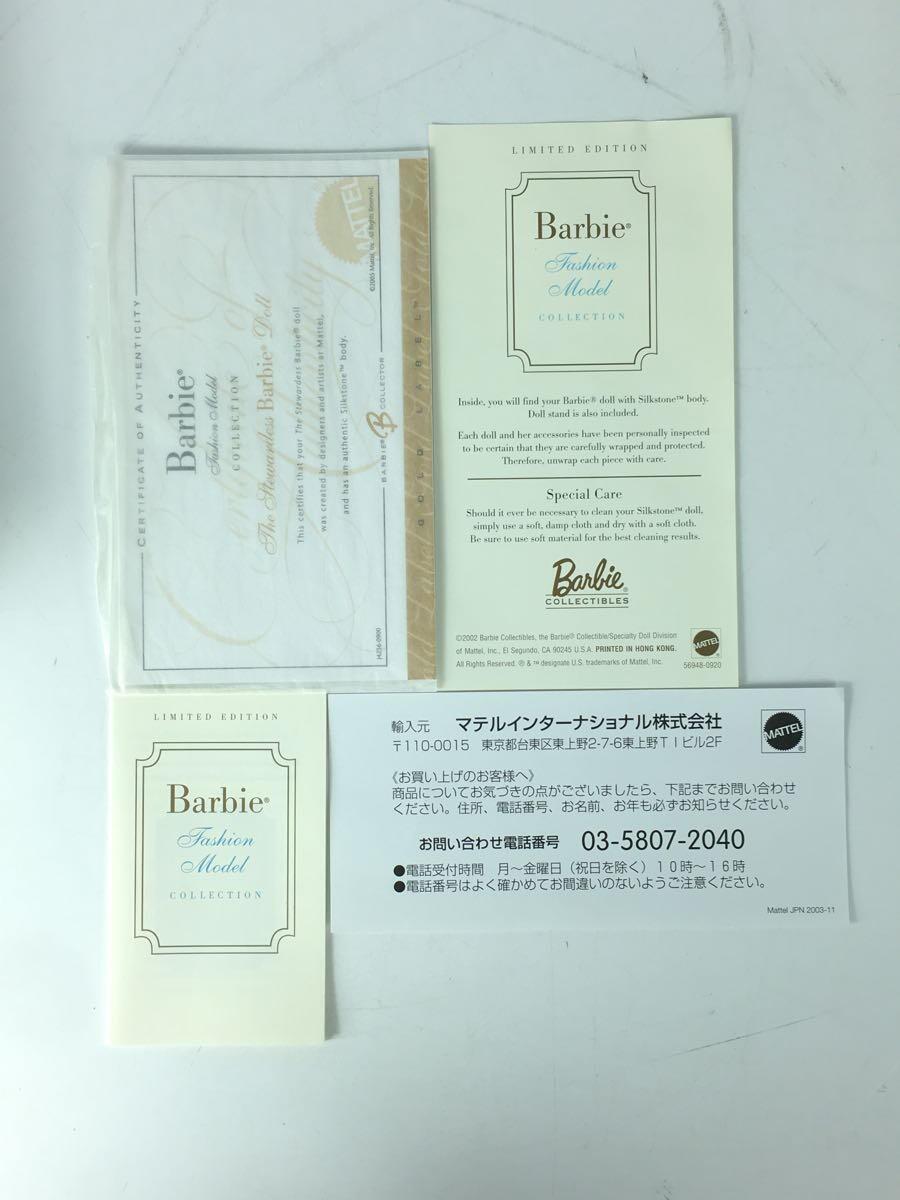 CERTIFICATE OF AUTHENTICITY
Barbie®
Fashion Model
COLLECTION
The Stewardess Barbie® Doll
This certifies that your The Stewardess Barbie® doll
was created by designers and artists at Mattel,
and has an authentic Silkstone™ body.
BARBIE® B COLLECTOR
MATTEL
©2005 Mattel, Inc. All Rights Reserved.
J4256-0900
GOLD LABEL™
LIMITED EDITION
Barbie®
Fashion
Model
COLLECTION
Inside, you will find your Barbie® doll with Silkstone™ body.
Doll stand is also included.
Each doll and her accessories have been personally inspected
to be certain that they are carefully wrapped and protected.
Therefore, unwrap each piece with care.
Special Care
Should it ever be necessary to clean your Silkstone™ doll,
simply use a soft, damp cloth and dry with a soft cloth.
Be sure to use soft material for the best cleaning results.
Barbie®
COLLECTIBLES
©2002 Barbie Collectibles, the Barbie® Collectible/Specialty Doll Division
of Mattel, Inc., El Segundo, CA 90245 U.S.A. PRINTED IN HONG KONG.
All Rights Reserved. ® & ™ designate U.S. trademarks of Mattel, Inc.
MATTEL
56948-0920
LIMITED EDITION
Barbie®
Fashion
Model
COLLECTION
輸入元 マテルインターナショナル株式会社
〒110-0015 東京都台東区東上野2-7-6東上野TIビル2F
MATTEL®
《お買い上げのお客様へ》
商品についてお気づきの点がございましたら、下記までお問い合わせ
ください。住所、電話番号、お名前、お年も必ずお知らせください。
お問い合わせ電話番号 03-5807-2040
●電話受付時間 月〜金曜日(祝日を除く)10時〜16時
●電話番号はよく確かめてお間違いのないようご注意ください。
Mattel JPN 2003-11